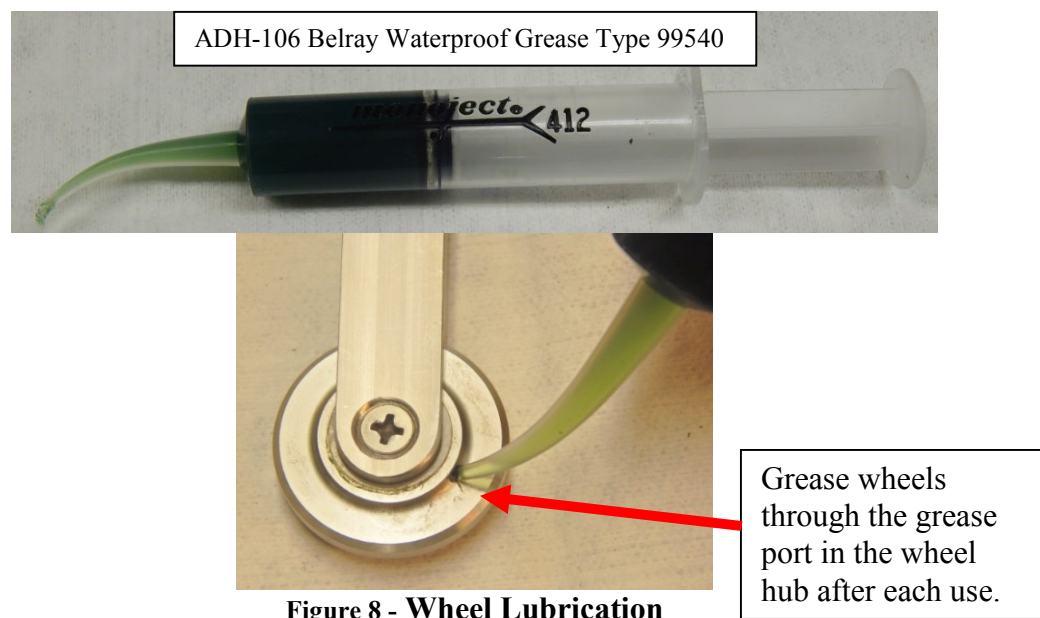 ADH-106 Belray Waterproof Grease Type 99540
monoject®
412
Grease wheels
through the grease
port in the wheel
hub after each use.
Figure 8 - Wheel Lubrication